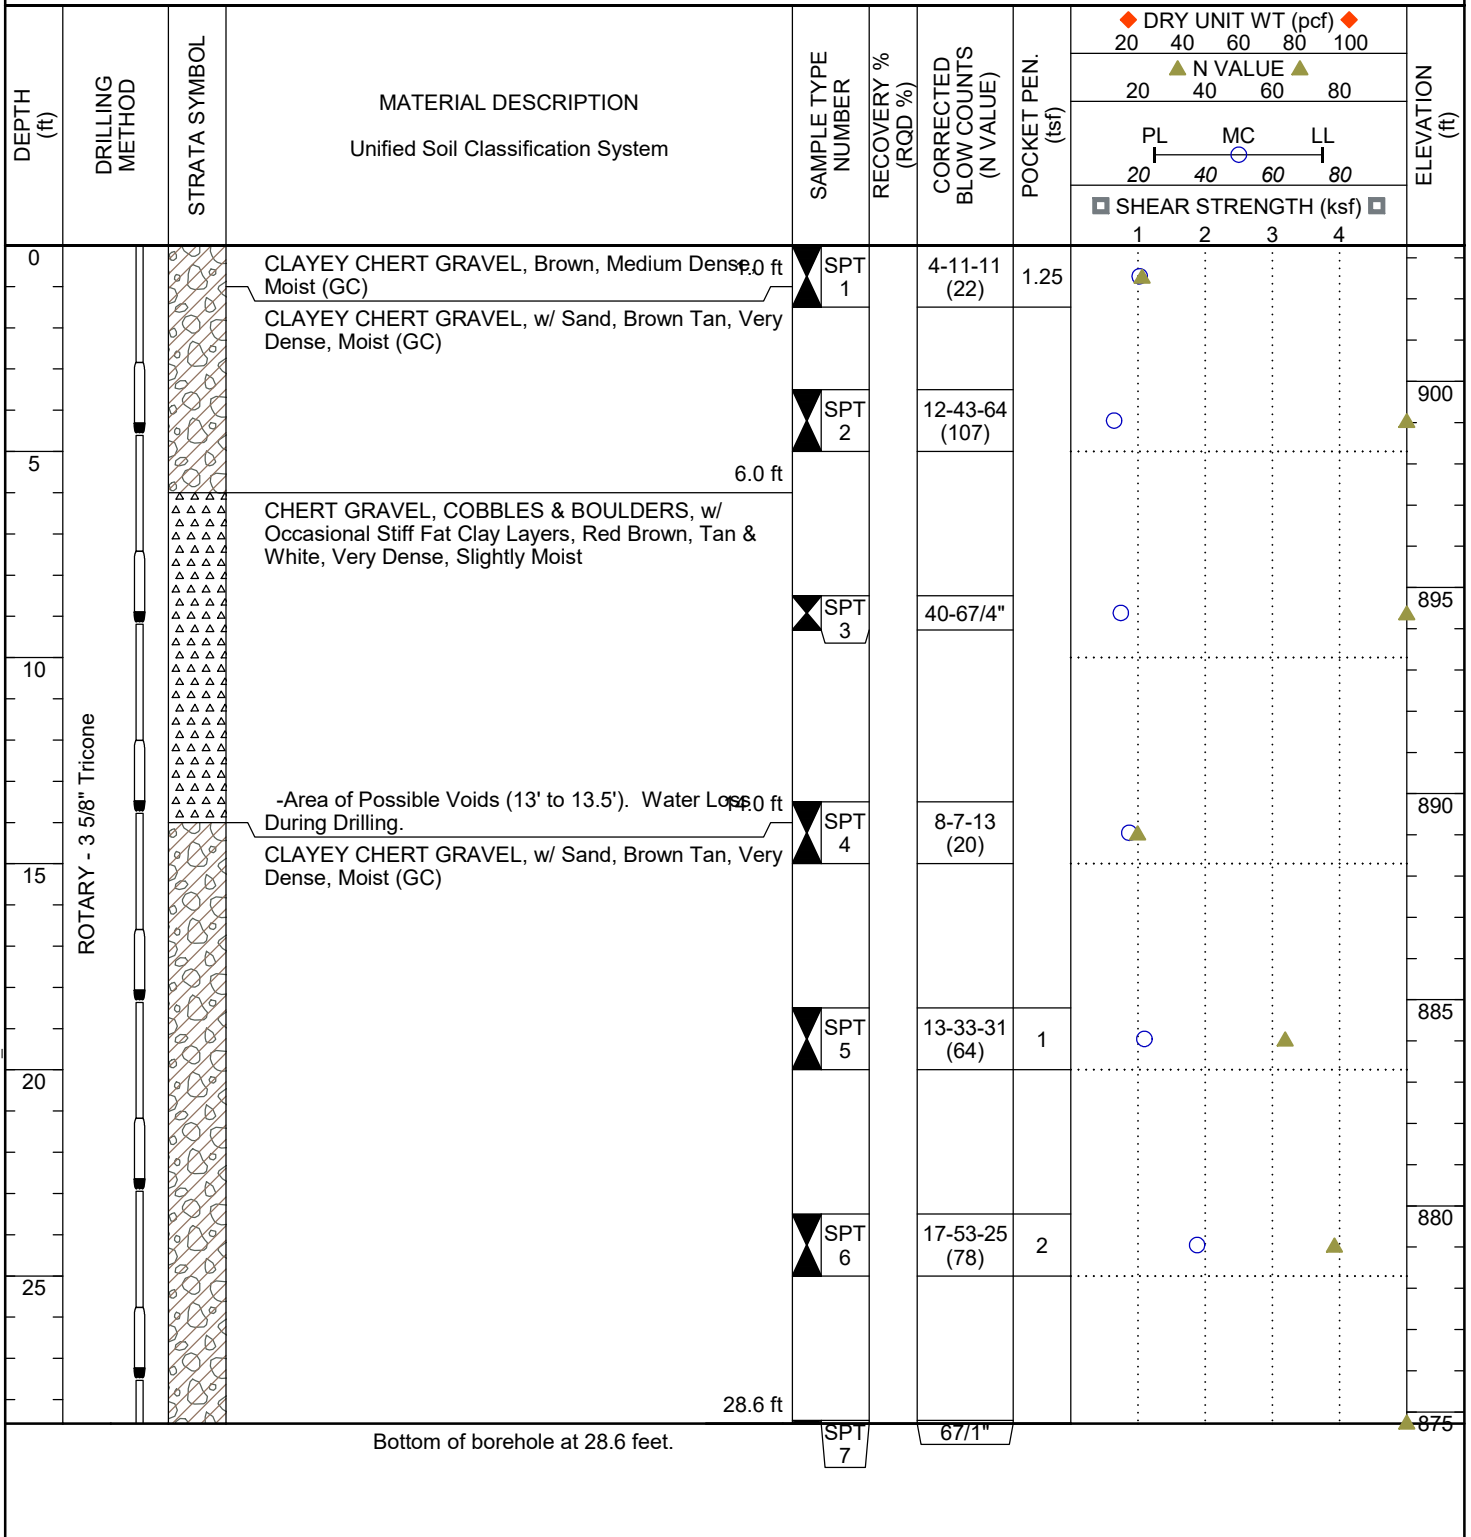 DEPTH
(ft)
DRILLING
METHOD
STRATA SYMBOL
MATERIAL DESCRIPTION
Unified Soil Classification System
SAMPLE TYPE
NUMBER
RECOVERY %
(RQD %)
CORRECTED
BLOW COUNTS
(N VALUE)
POCKET PEN.
(tsf)
DRY UNIT WT (pcf)
20 40 60 80 100
N VALUE
20 40 60 80
PL MC LL
20 40 60 80
SHEAR STRENGTH (ksf)
1 2 3 4
ELEVATION
(ft)
0
CLAYEY CHERT GRAVEL, Brown, Medium Dense, 1.0 ft
Moist (GC)
SPT
1
4-11-11
(22)
1.25
CLAYEY CHERT GRAVEL, w/ Sand, Brown Tan, Very
Dense, Moist (GC)
900
SPT
2
12-43-64
(107)
5
6.0 ft
CHERT GRAVEL, COBBLES & BOULDERS, w/
Occasional Stiff Fat Clay Layers, Red Brown, Tan &
White, Very Dense, Slightly Moist
895
SPT
3
40-67/4"
10
ROTARY - 3 5/8" Tricone
890
-Area of Possible Voids (13' to 13.5'). Water Loss 14.0 ft
During Drilling.
SPT
4
8-7-13
(20)
CLAYEY CHERT GRAVEL, w/ Sand, Brown Tan, Very
Dense, Moist (GC)
15
885
SPT
5
13-33-31
(64)
1
20
880
SPT
6
17-53-25
(78)
2
25
28.6 ft
875
SPT
7
67/1"
Bottom of borehole at 28.6 feet.